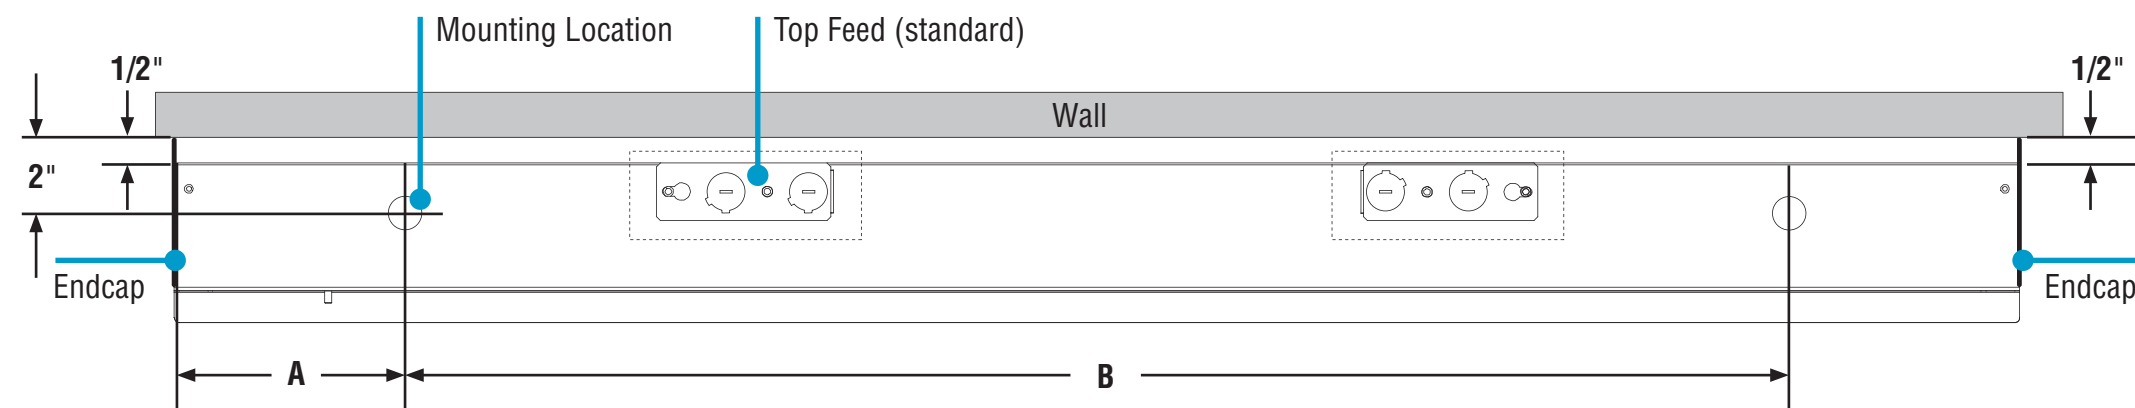 Mounting Location
Top Feed (standard)
1/2"
1/2"
Wall
2"
Endcap
Endcap
A
B